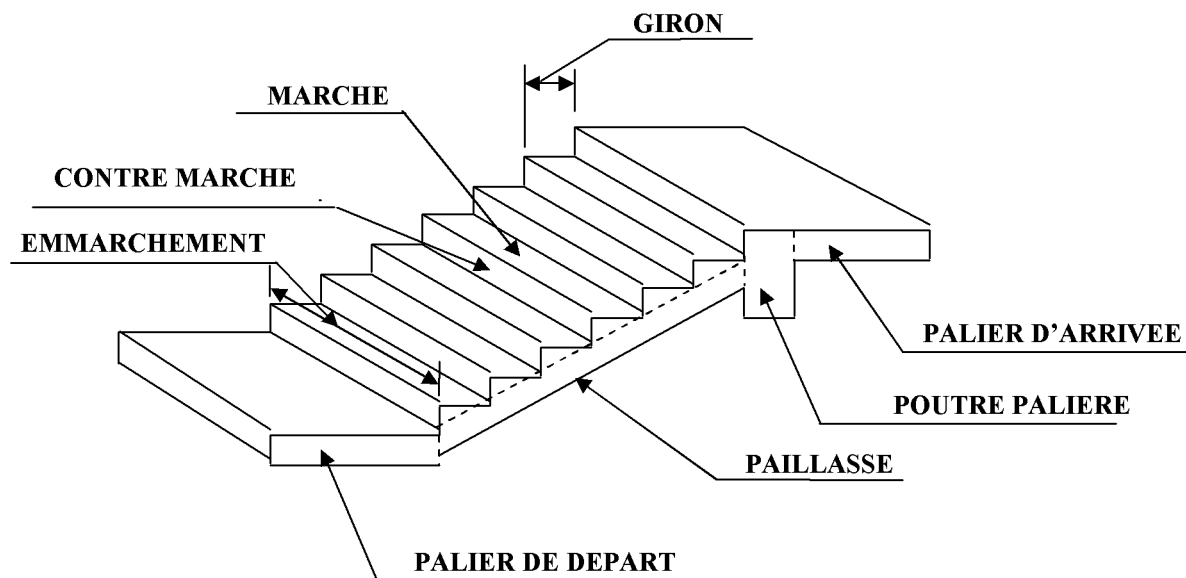 GIRON
MARCHE
CONTRE MARCHE
EMMARCHEMENT
PALIER D'ARRIVEE
POUTRE PALIERE
PAILLASSE
PALIER DE DEPART